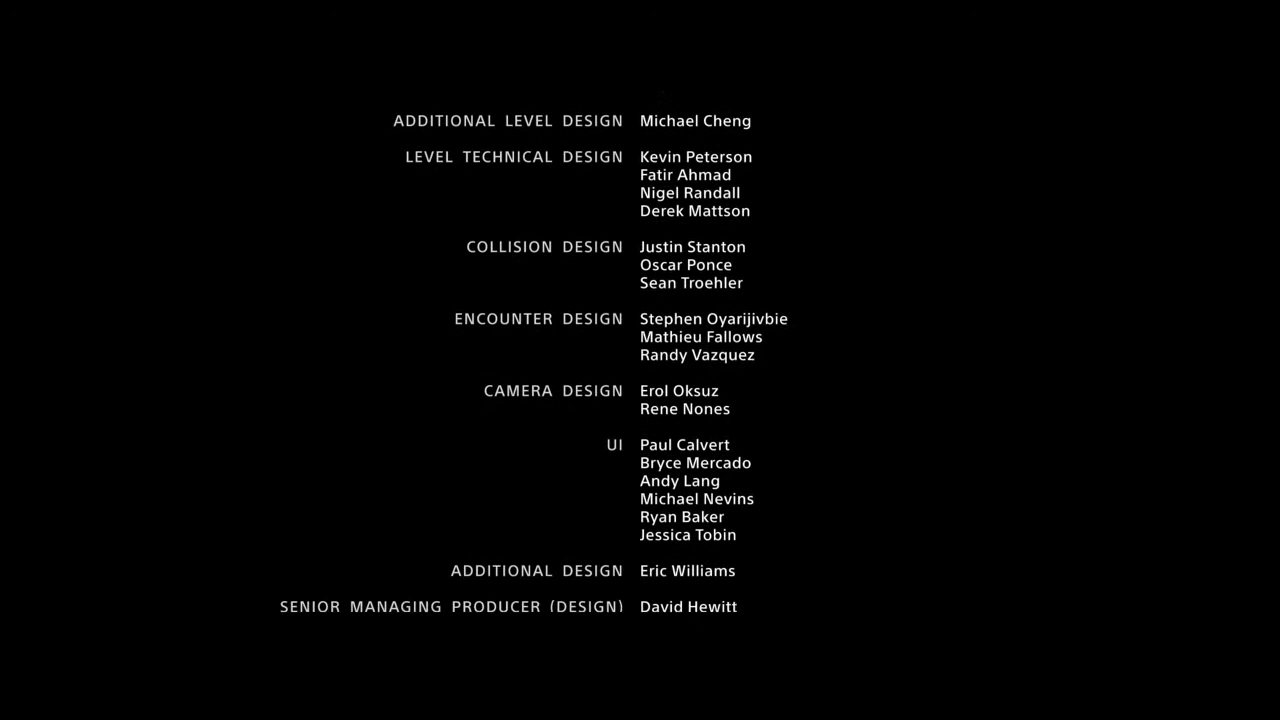 ADDITIONAL LEVEL DESIGN Michael Cheng
LEVEL TECHNICAL DESIGN Kevin Peterson
Fatir Ahmad
Nigel Randall
Derek Mattson
COLLISION DESIGN Justin Stanton
Oscar Ponce
Sean Troehler
ENCOUNTER DESIGN Stephen Oyarijivbie
Mathieu Fallows
Randy Vazquez
CAMERA DESIGN Erol Oksuz
Rene Nones
UI Paul Calvert
Bryce Mercado
Andy Lang
Michael Nevins
Ryan Baker
Jessica Tobin
ADDITIONAL DESIGN Eric Williams
SENIOR MANAGING PRODUCER (DESIGN) David Hewitt